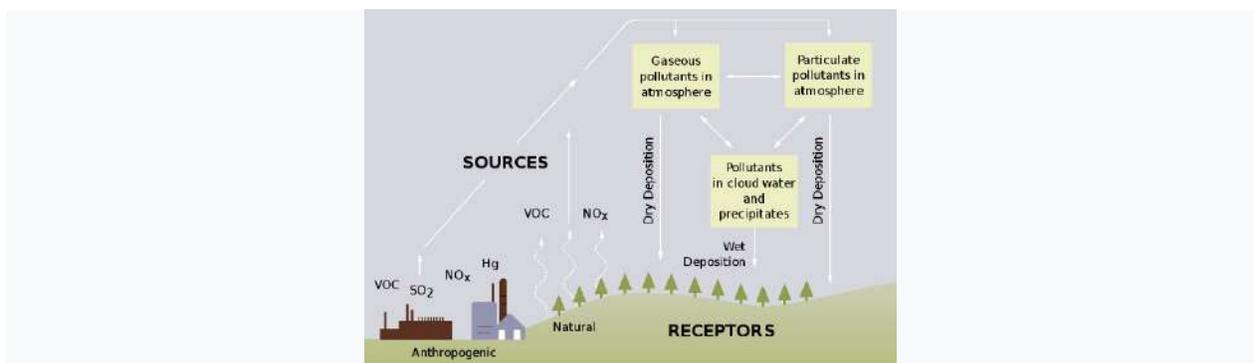 Gaseous
pollutants in
atmosphere
Particulate
pollutants in
atmosphere
SOURCES
Dry Deposition
Pollutants
in cloud water
and
precipitates
Dry Deposition
VOC
NOx
Wet
Deposition
VOC
SO2
NOx
Hg
Natural
RECEPTORS
Anthropogenic